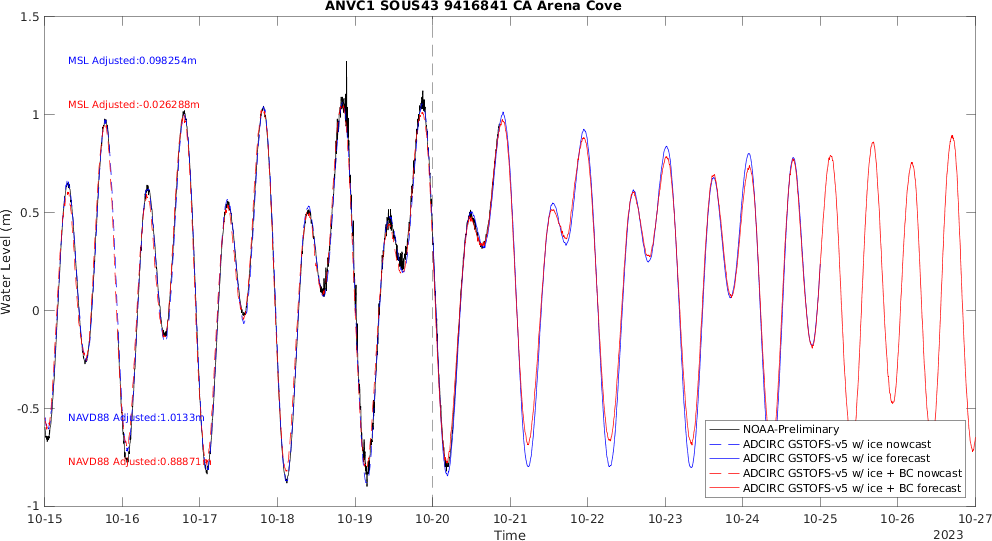 ANVC1 SOUS43 9416841 CA Arena Cove
1.5
1
0.5
0
-0.5
-1
Water Level (m)
MSL Adjusted:0.098254m
MSL Adjusted:-0.026288m
NAVD88 Adjusted:1.0133m
NAVD88 Adjusted:0.88871m
NOAA-Preliminary
ADCIRC GSTOFS-v5 w/ ice nowcast
ADCIRC GSTOFS-v5 w/ ice forecast
ADCIRC GSTOFS-v5 w/ ice + BC nowcast
ADCIRC GSTOFS-v5 w/ ice + BC forecast
10-15 10-16 10-17 10-18 10-19 10-20 10-21 10-22 10-23 10-24 10-25 10-26 10-27
Time
2023